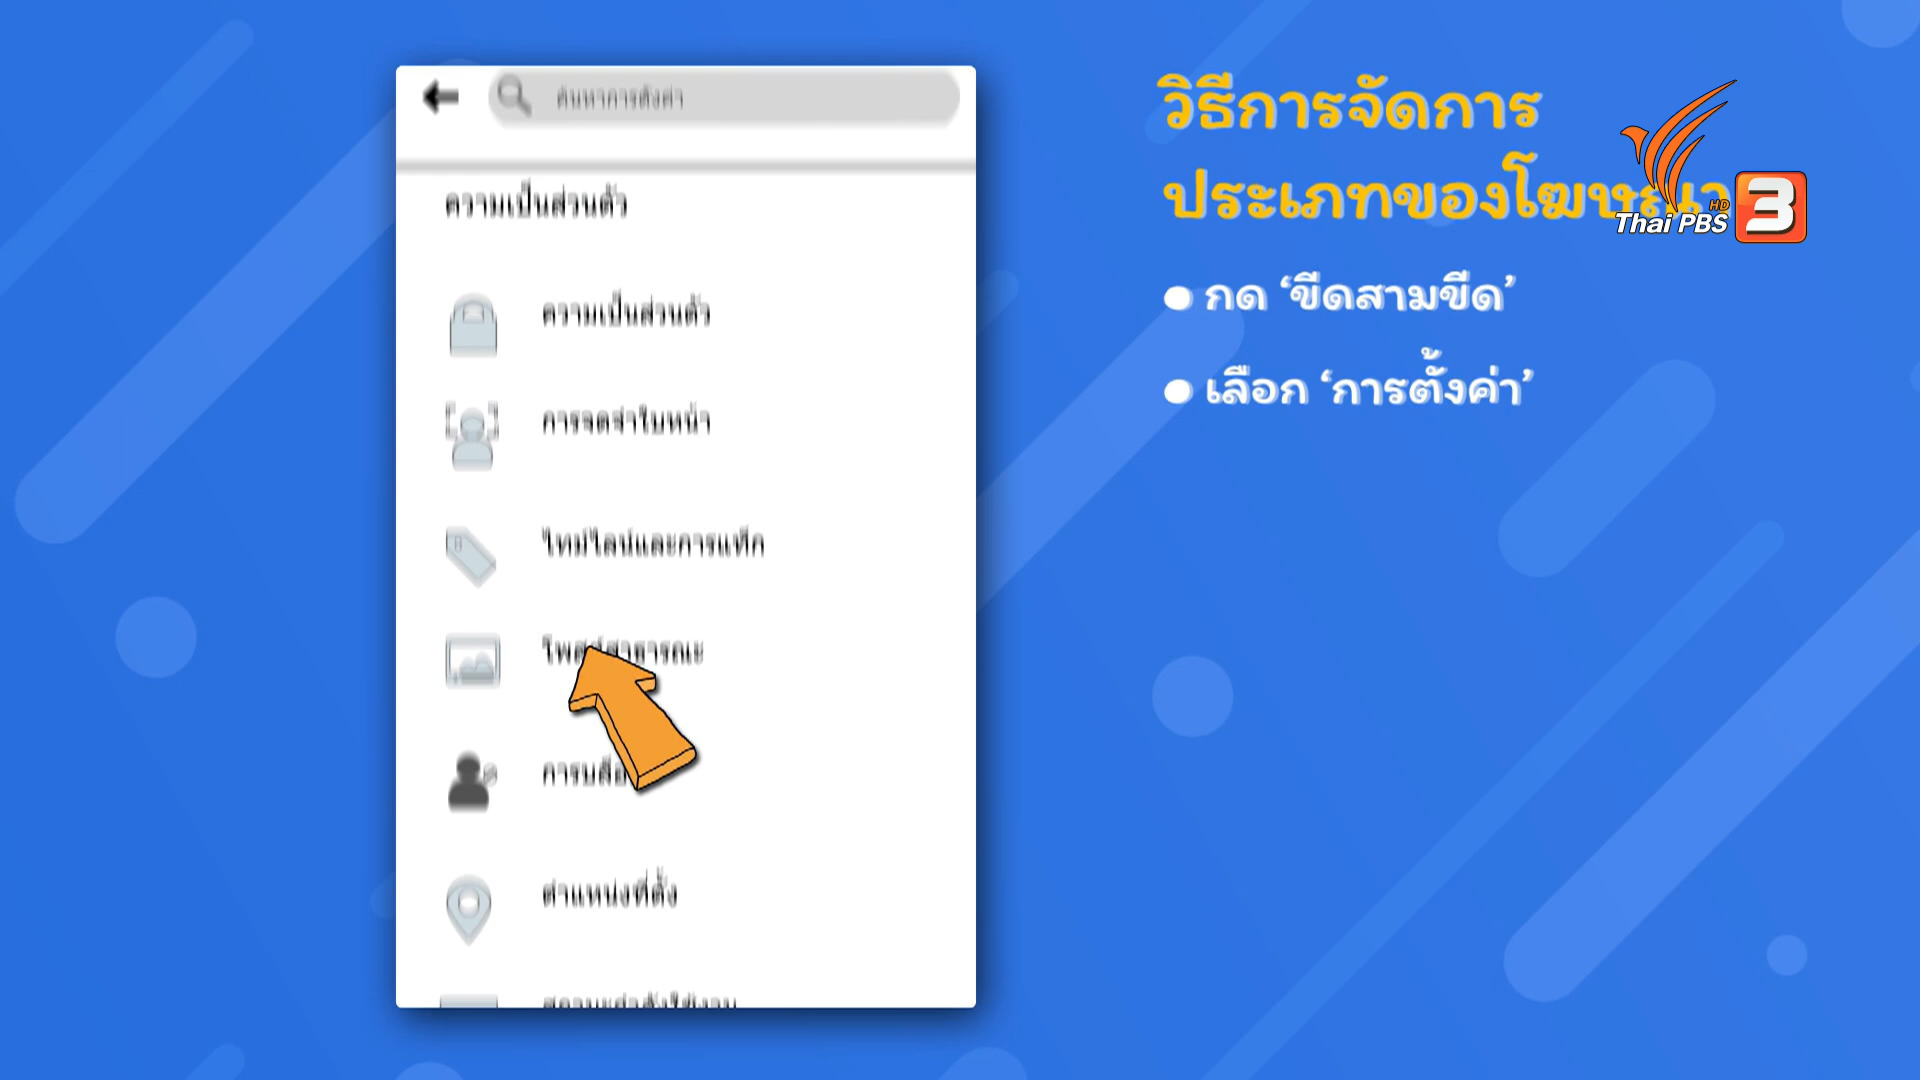 ค้นหาการตั้งค่า
ความเป็นส่วนตัว
ความเป็นส่วนตัว
การจดจำใบหน้า
ไทม์ไลน์และการแท็ก
โพสต์สาธารณะ
ตำแหน่งที่ตั้ง
วิธีการจัดการ
ประเภทของโฆษณา
• กด ‘ขีดสามขีด’
• เลือก ‘การตั้งค่า’
Thai PBS HD 3